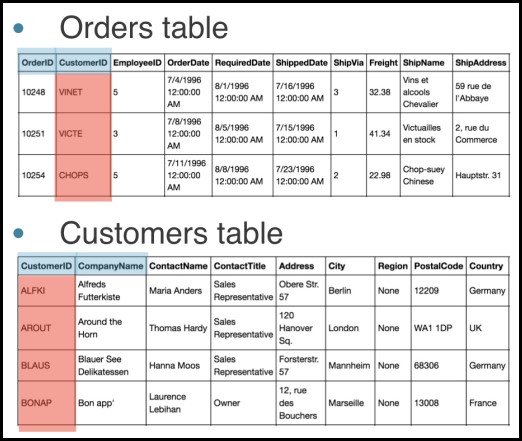 • Orders table
OrderID CustomerID EmployeeID OrderDate RequiredDate ShippedDate ShipVia Freight ShipName ShipAddress
10248 VINET 5 7/4/1996 12:00:00 AM 8/1/1996 12:00:00 AM 7/16/1996 12:00:00 AM 3 32.38 Vins et alcools Chevalier 59 rue de l'Abbaye
10251 VICTE 3 7/8/1996 12:00:00 AM 8/5/1996 12:00:00 AM 7/15/1996 12:00:00 AM 1 41.34 Victuailles en stock 2, rue du Commerce
10254 CHOPS 5 7/11/1996 12:00:00 AM 8/8/1996 12:00:00 AM 7/23/1996 12:00:00 AM 2 22.98 Chop-suey Chinese Hauptstr. 31
• Customers table
CustomerID CompanyName ContactName ContactTitle Address City Region PostalCode Country
ALFKI Alfreds Futterkiste Maria Anders Sales Representative Obere Str. 57 Berlin None 12209 Germany
AROUT Around the Horn Thomas Hardy Sales Representative 120 Hanover Sq. London None WA1 1DP UK
BLAUS Blauer See Delikatessen Hanna Moos Sales Representative Forsterstr. 57 Mannheim None 68306 Germany
BONAP Bon app' Laurence Lebihan Owner 12, rue des Bouchers Marseille None 13008 France